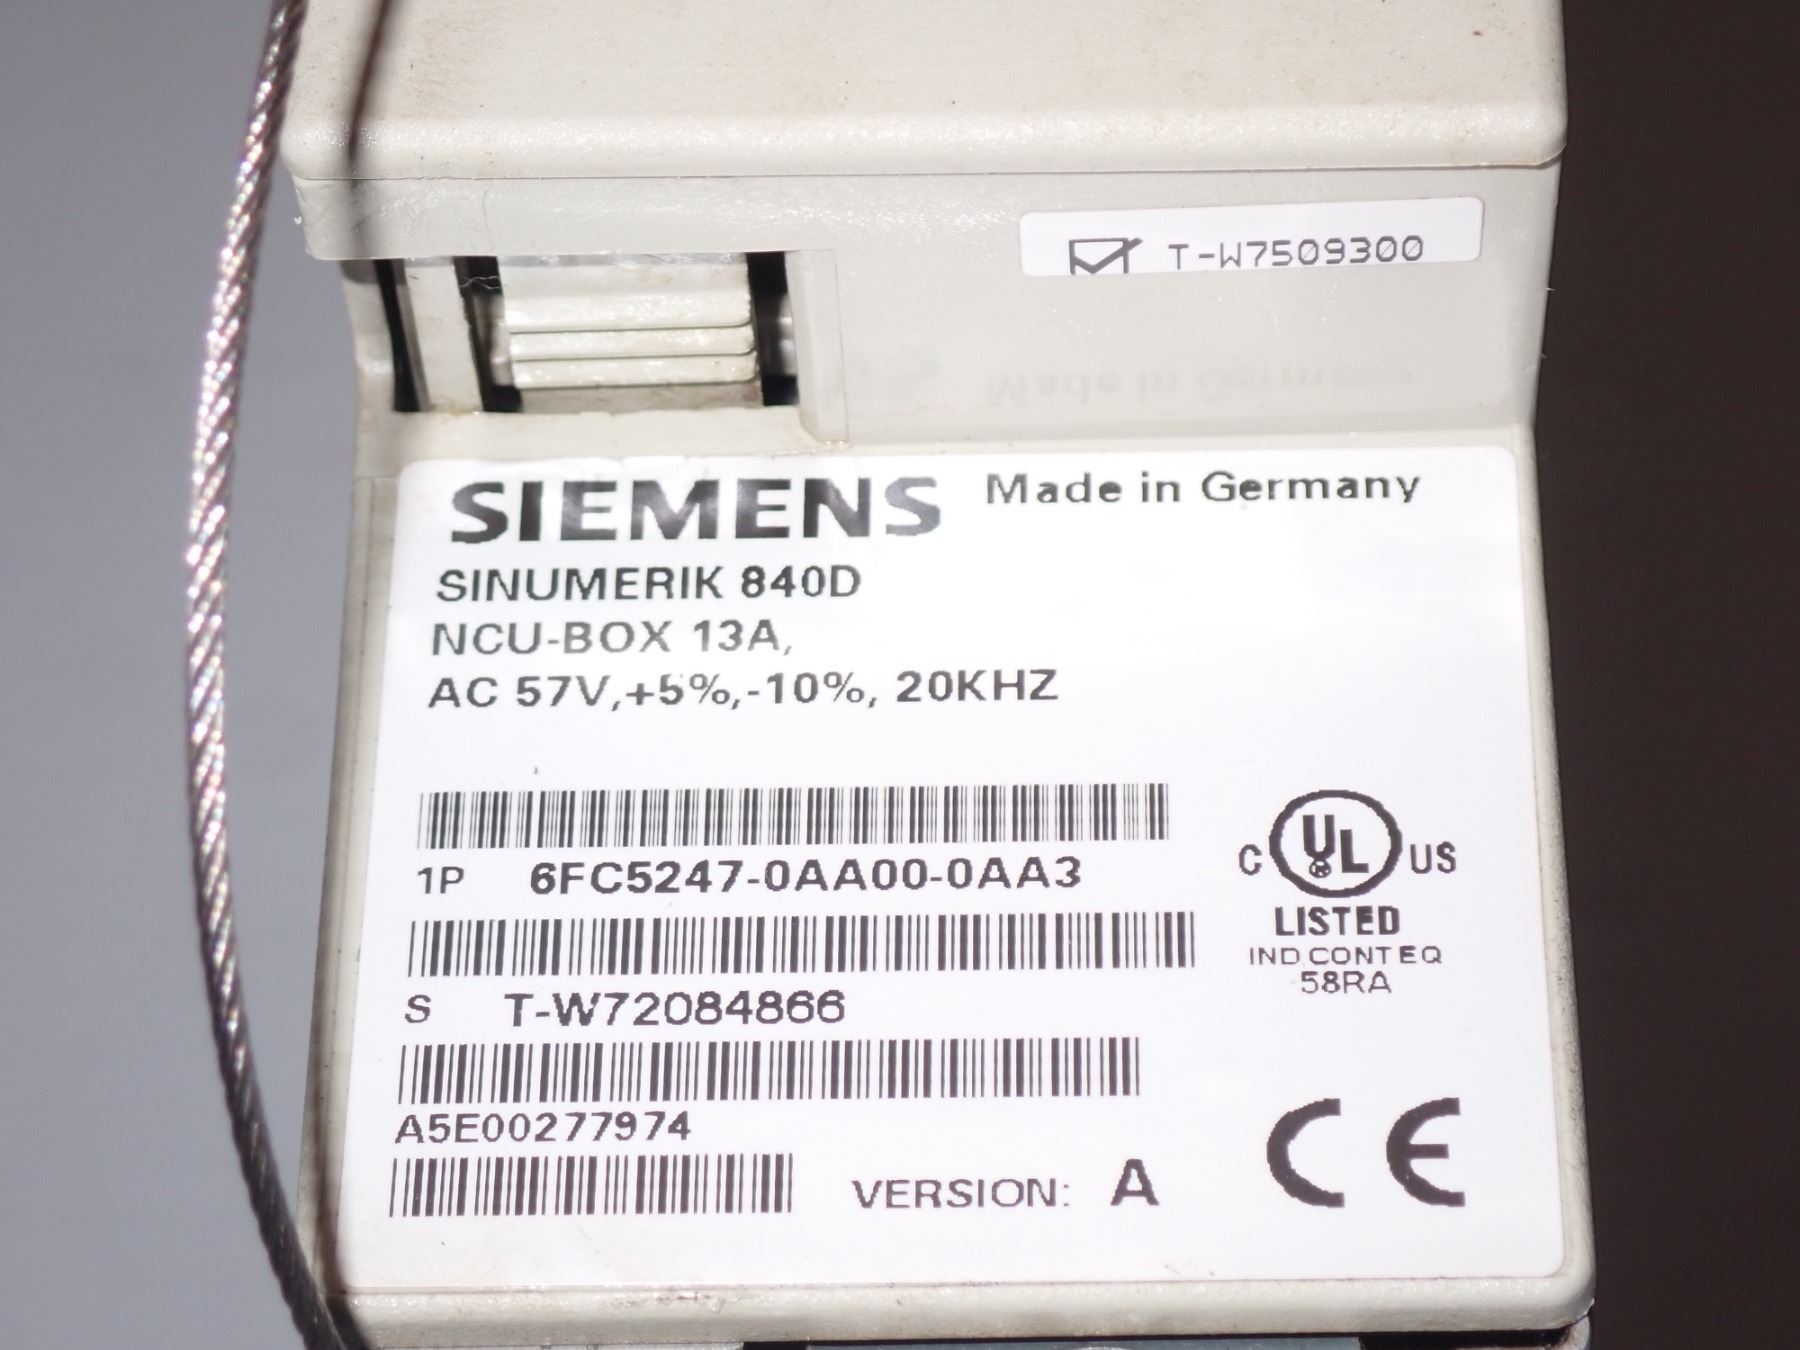 T-W7509300
SIEMENS Made in Germany
SINUMERIK 840D
NCU-BOX 13A,
AC 57V,+5%,-10%, 20KHZ
1P 6FC5247-0AA00-0AA3
C UL US
LISTED
IND.CONT.EQ
58RA
S T-W72084866
A5E00277974
VERSION: A
CE